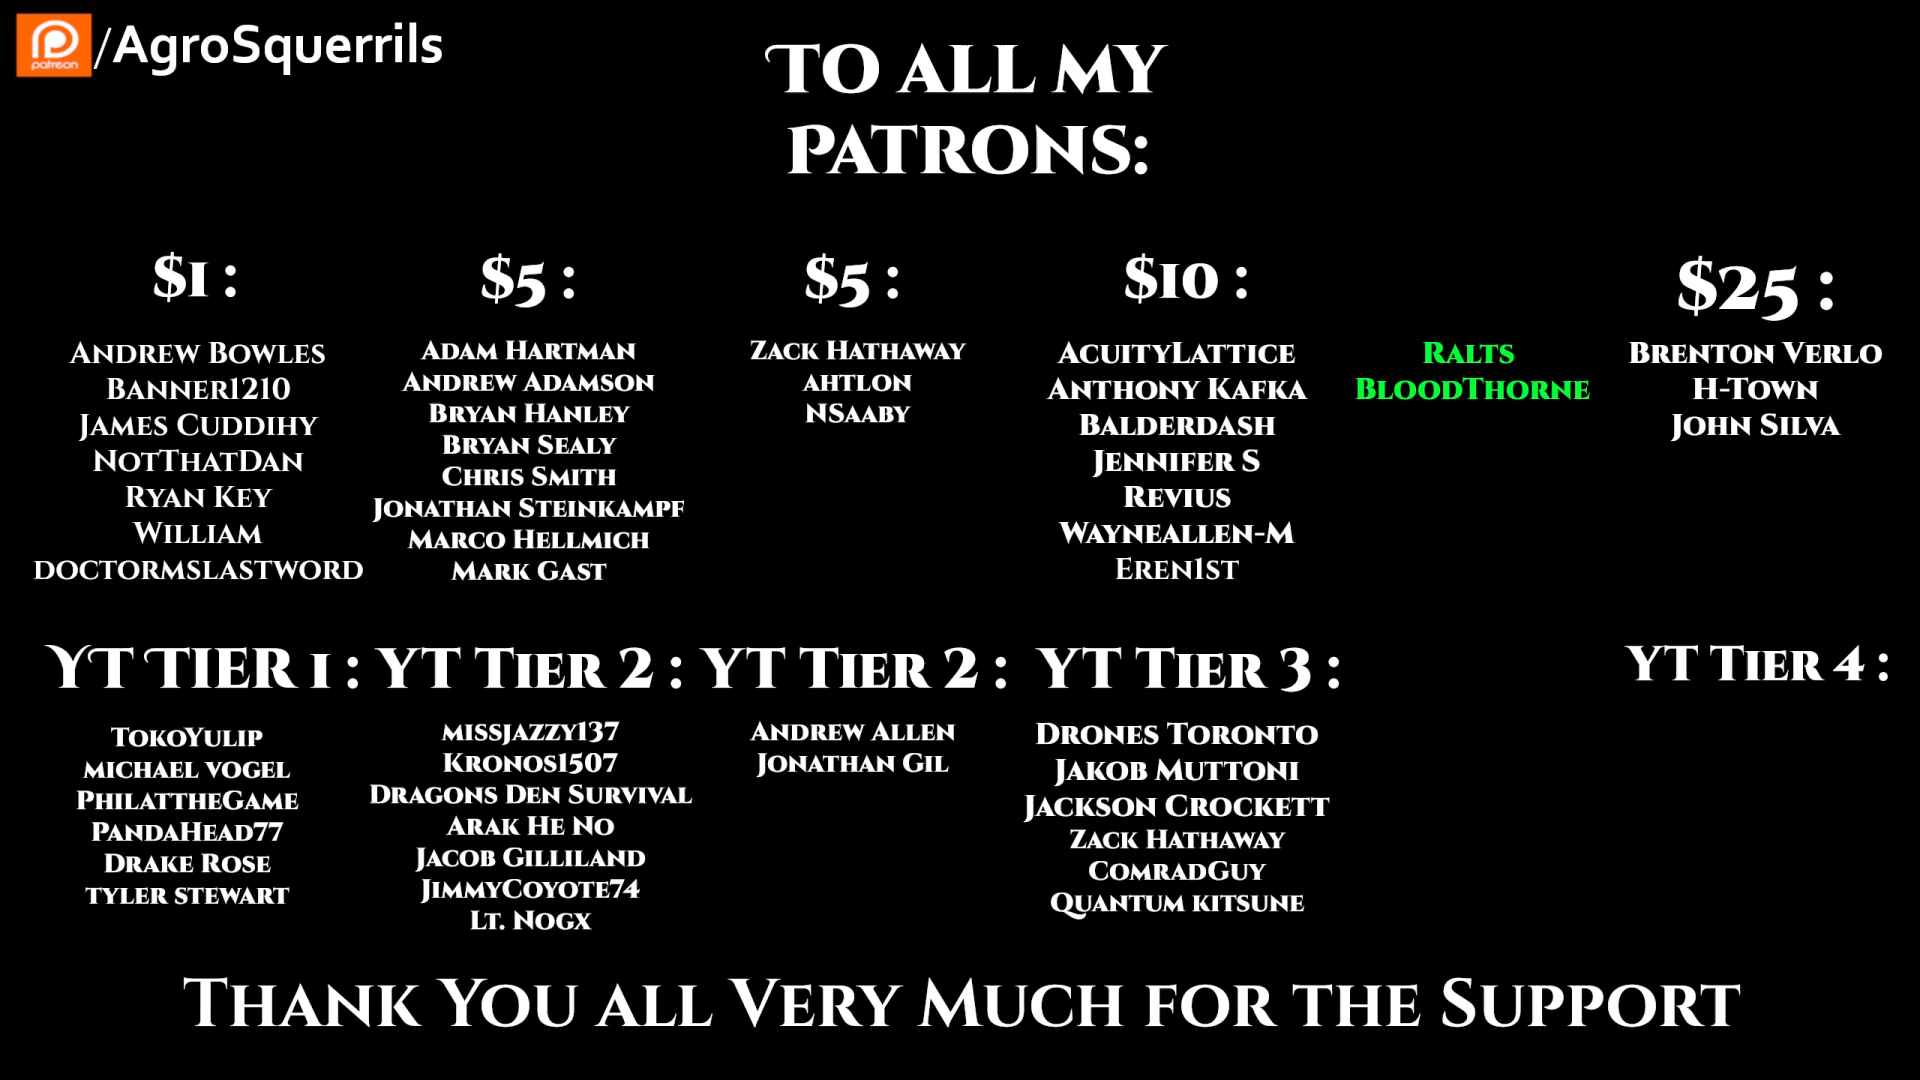 patreon
/AgroSquerrils
To all my
Patrons:
$1 :
Andrew Bowles
Banner1210
James Cuddihy
NotThatDan
Ryan Key
William
doctormslastword
$5 :
Adam Hartman
Andrew Adamson
Bryan Hanley
Bryan Sealy
Chris Smith
Jonathan Steinkampf
Marco Hellmich
Mark Gast
$5 :
Zack Hathaway
ahtlon
NSaaby
$10 :
AcuityLattice
Anthony Kafka
Balderdash
Jennifer S
Revius
Wayneallen-M
Eren1st
Ralts
BloodThorne
$25 :
Brenton Verlo
H-Town
John Silva
YT Tier 1 :
TokoYulip
michael vogel
PhilattheGame
PandaHead77
Drake Rose
tyler stewart
YT Tier 2 :
missjazzy137
Kronos1507
Dragons Den Survival
Arak He No
Jacob Gilliland
JimmyCoyote74
Lt. Nogx
YT Tier 2 :
Andrew Allen
Jonathan Gil
YT Tier 3 :
Drones Toronto
Jakob Muttoni
Jackson Crockett
Zack Hathaway
ComradGuy
Quantum kitsune
YT Tier 4 :
Thank You all Very Much for the Support